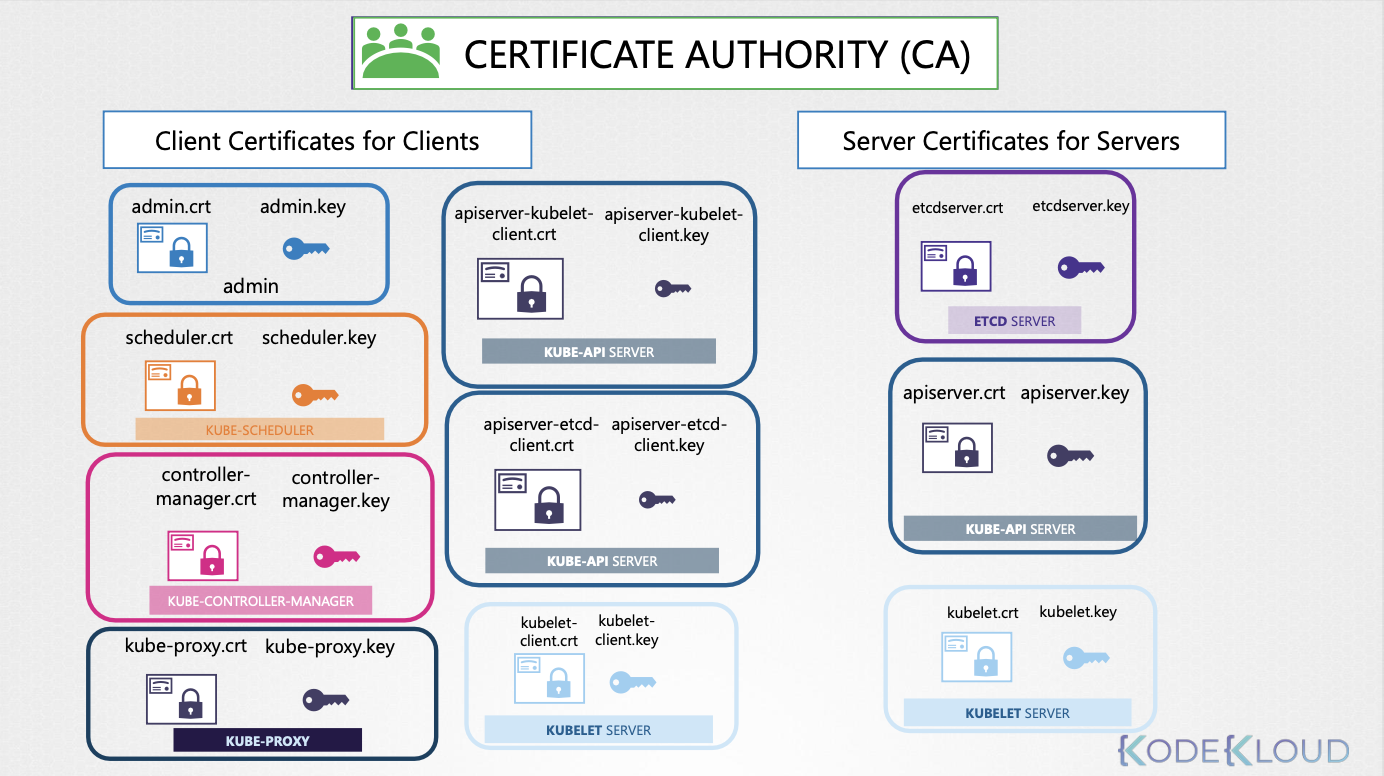 CERTIFICATE AUTHORITY (CA)
Client Certificates for Clients
admin.crt
admin.key
admin
scheduler.crt
scheduler.key
KUBE-SCHEDULER
controller-
manager.crt
controller-
manager.key
KUBE-CONTROLLER-MANAGER
kube-proxy.crt
kube-proxy.key
KUBE-PROXY
apiserver-kubelet-
client.crt
apiserver-kubelet-
client.key
KUBE-API SERVER
apiserver-etcd-
client.crt
apiserver-etcd-
client.key
KUBE-API SERVER
kubelet-
client.crt
kubelet-
client.key
KUBELET SERVER
Server Certificates for Servers
etcdserver.crt
etcdserver.key
ETCD SERVER
apiserver.crt
apiserver.key
KUBE-API SERVER
kubelet.crt
kubelet.key
KUBELET SERVER
KODEKLOUD